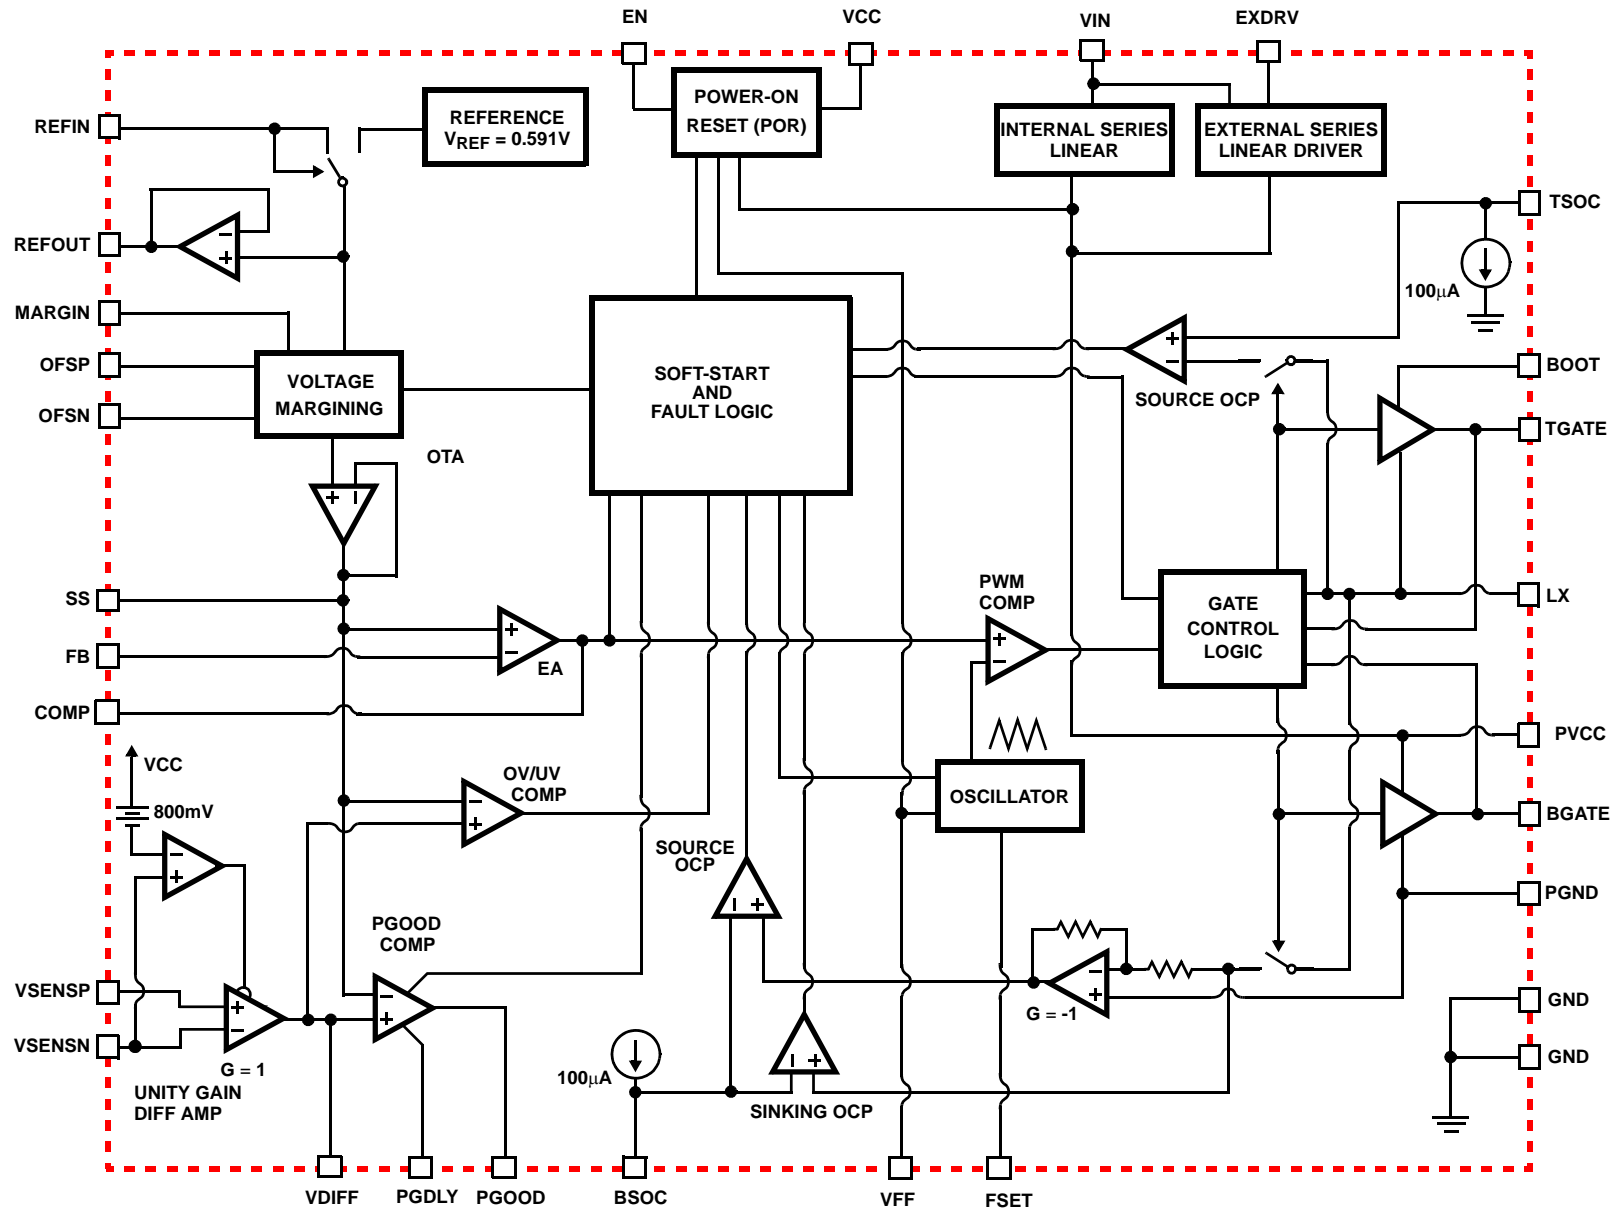 EN
VCC
VIN
EXDRV
REFIN
REFERENCE
VREF = 0.591V
POWER-ON
RESET (POR)
INTERNAL SERIES
LINEAR
EXTERNAL SERIES
LINEAR DRIVER
TSOC
REFOUT
100µA
MARGIN
OFSP
OFSN
VOLTAGE
MARGINING
SOFT-START
AND
FAULT LOGIC
SOURCE OCP
BOOT
TGATE
OTA
SS
FB
COMP
EA
PWM
COMP
GATE
CONTROL
LOGIC
LX
PVCC
VCC
800mV
OV/UV
COMP
OSCILLATOR
BGATE
SOURCE
OCP
PGND
PGOOD
COMP
VSENSP
VSENSN
G = 1
UNITY GAIN
DIFF AMP
G = -1
100µA
SINKING OCP
GND
GND
VDIFF
PGDLY
PGOOD
BSOC
VFF
FSET